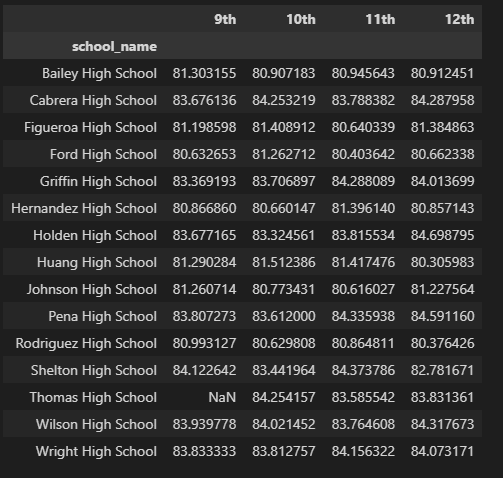 9th 10th 11th 12th
school_name
Bailey High School 81.303155 80.907183 80.945643 80.912451
Cabrera High School 83.676136 84.253219 83.788382 84.287958
Figueroa High School 81.198598 81.408912 80.640339 81.384863
Ford High School 80.632653 81.262712 80.403642 80.662338
Griffin High School 83.369193 83.706897 84.288089 84.013699
Hernandez High School 80.866860 80.660147 81.396140 80.857143
Holden High School 83.677165 83.324561 83.815534 84.698795
Huang High School 81.290284 81.512386 81.417476 80.305983
Johnson High School 81.260714 80.773431 80.616027 81.227564
Pena High School 83.807273 83.612000 84.335938 84.591160
Rodriguez High School 80.993127 80.629808 80.864811 80.376426
Shelton High School 84.122642 83.441964 84.373786 82.781671
Thomas High School NaN 84.254157 83.585542 83.831361
Wilson High School 83.939778 84.021452 83.764608 84.317673
Wright High School 83.833333 83.812757 84.156322 84.073171